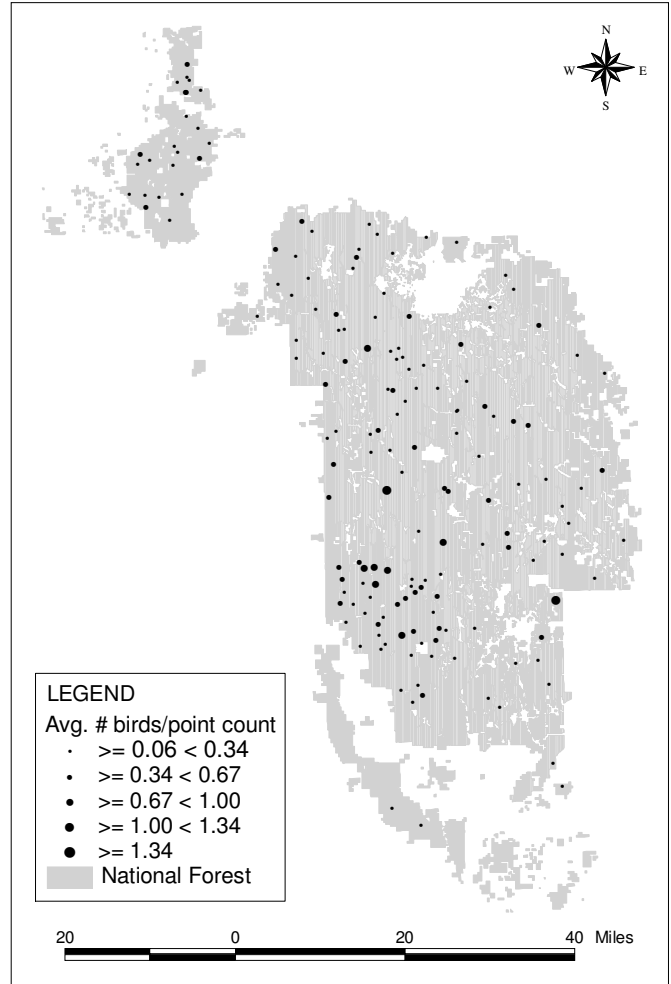 N
W E
S
LEGEND
Avg. # birds/point count
>= 0.06 < 0.34
>= 0.34 < 0.67
>= 0.67 < 1.00
>= 1.00 < 1.34
>= 1.34
National Forest
20 0 20 40 Miles